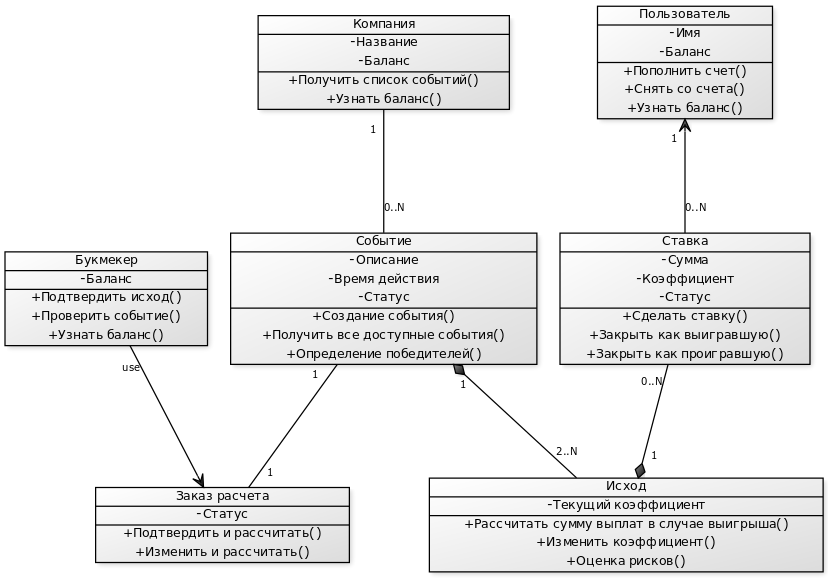 Компания
-Название
-Баланс
+Получить список событий()
+Узнать баланс()
1
0..N
Пользователь
-Имя
-Баланс
+Пополнить счет()
+Снять со счета()
+Узнать баланс()
1
0..N
Букмекер
-Баланс
+Подтвердить исход()
+Проверить событие()
+Узнать баланс()
use
Событие
-Описание
-Время действия
-Статус
+Создание события()
+Получить все доступные события()
+Определение победителей()
1
1
1
2..N
Ставка
-Сумма
-Коэффициент
-Статус
+Сделать ставку()
+Закрыть как выигравшую()
+Закрыть как проигравшую()
0..N
1
Заказ расчета
-Статус
+Подтвердить и рассчитать()
+Изменить и рассчитать()
Исход
-Текущий коэффициент
+Рассчитать сумму выплат в случае выигрыша()
+Изменить коэффициент()
+Оценка рисков()